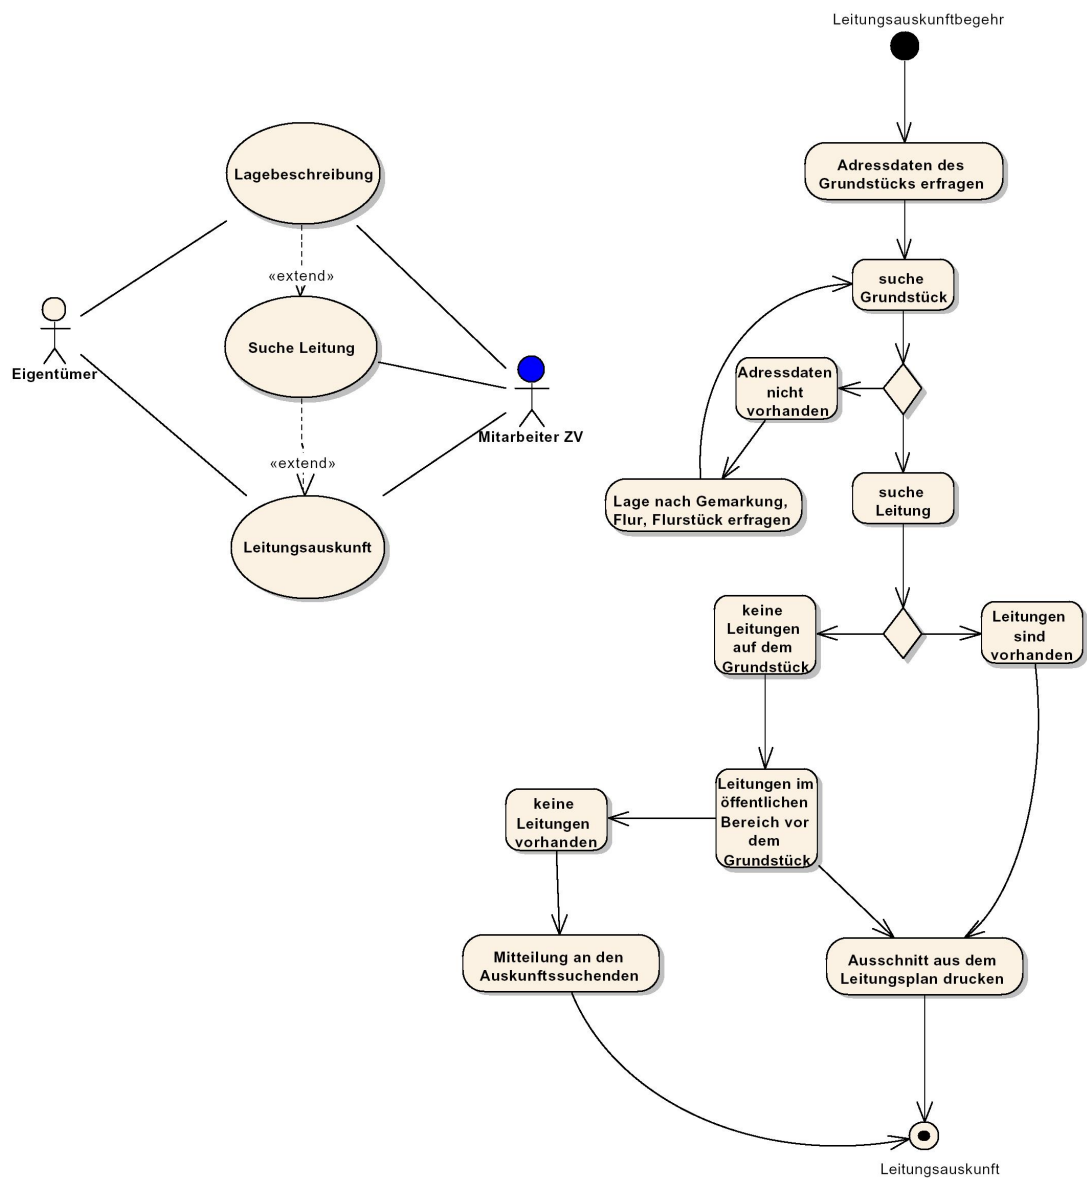 Leitungsauskunftbegehr
Adressdaten des
Grundstücks erfragen
Lagebeschreibung
«extend»
suche
Grundstück
Suche Leitung
Eigentümer
Mitarbeiter ZV
Adressdaten
nicht
vorhanden
«extend»
Lage nach Gemarkung,
Flur, Flurstück erfragen
suche
Leitung
Leitungsauskunft
keine
Leitungen
auf dem
Grundstück
Leitungen
sind
vorhanden
Leitungen im
öffentlichen
Bereich vor
dem
Grundstück
keine
Leitungen
vorhanden
Mitteilung an den
Auskunftssuchenden
Ausschnitt aus dem
Leitungsplan drucken
Leitungsauskunft